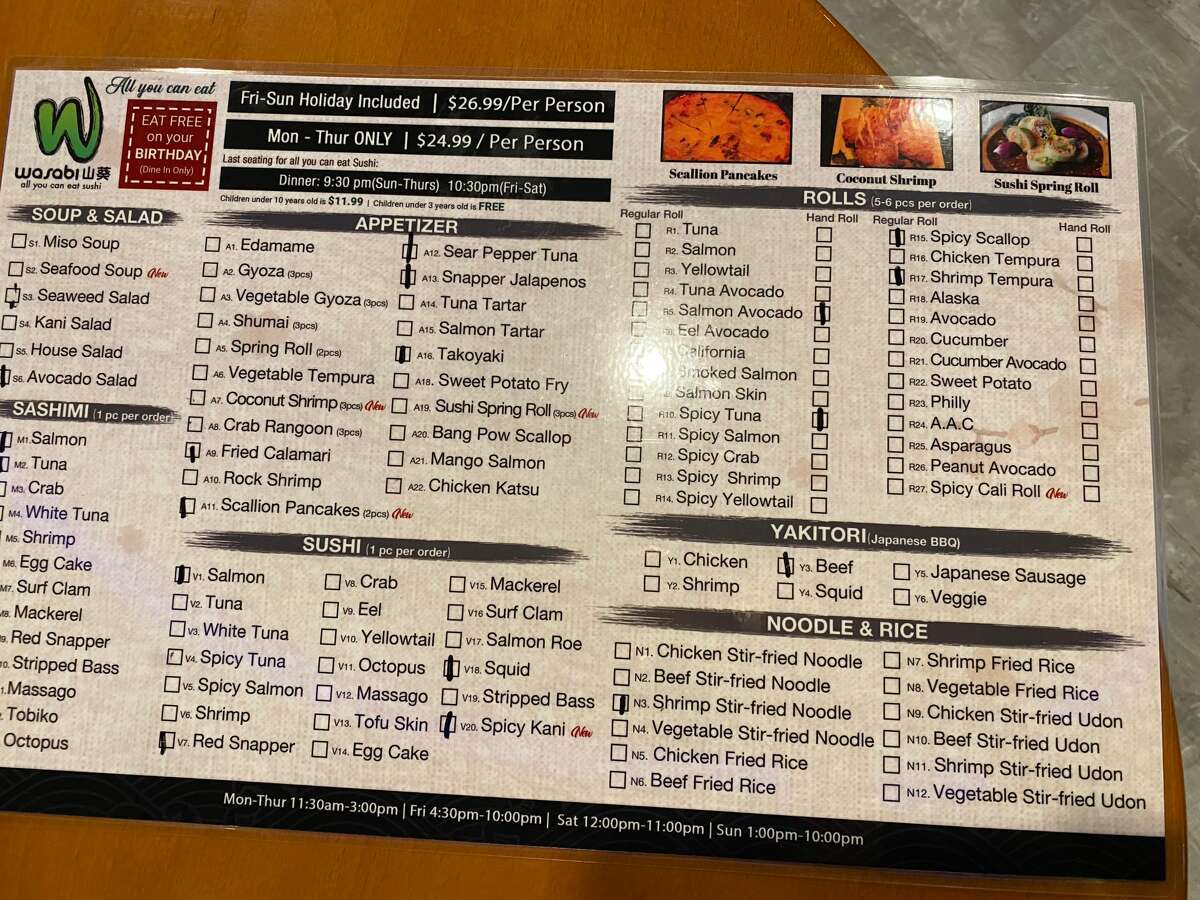 All you can eat
wasabi 山葵
all you can eat sushi
EAT FREE
on your
BIRTHDAY
(Dine In Only)
Fri-Sun Holiday Included | $26.99/Per Person
Mon - Thur ONLY | $24.99 / Per Person
Last seating for all you can eat Sushi:
Dinner: 9:30 pm(Sun-Thurs) 10:30pm(Fri-Sat)
Children under 10 years old is $11.99 | Children under 3 years old is FREE
Scallion Pancakes
Coconut Shrimp
Sushi Spring Roll
SOUP & SALAD
S1. Miso Soup
S2. Seafood Soup New
S3. Seaweed Salad
S4. Kani Salad
S5. House Salad
S6. Avocado Salad
SASHIMI (1 pc per order)
M1. Salmon
M2. Tuna
M3. Crab
M4. White Tuna
M5. Shrimp
M6. Egg Cake
M7. Surf Clam
M8. Mackerel
Red Snapper
Stripped Bass
Massago
Tobiko
Octopus
APPETIZER
A1. Edamame
A2. Gyoza (3pcs)
A3. Vegetable Gyoza (3pcs)
A4. Shumai (3pcs)
A5. Spring Roll (2pcs)
A6. Vegetable Tempura
A7. Coconut Shrimp (3pcs) New
A8. Crab Rangoon (3pcs)
A9. Fried Calamari
A10. Rock Shrimp
A11. Scallion Pancakes (2pcs) New
A12. Sear Pepper Tuna
A13. Snapper Jalapenos
A14. Tuna Tartar
A15. Salmon Tartar
A16. Takoyaki
A18. Sweet Potato Fry
A19. Sushi Spring Roll (3pcs) New
A20. Bang Pow Scallop
A21. Mango Salmon
A22. Chicken Katsu
SUSHI (1 pc per order)
V1. Salmon
V2. Tuna
V3. White Tuna
V4. Spicy Tuna
V5. Spicy Salmon
V6. Shrimp
V7. Red Snapper
V8. Crab
V9. Eel
V10. Yellowtail
V11. Octopus
V12. Massago
V13. Tofu Skin
V14. Egg Cake
V15. Mackerel
V16 Surf Clam
V17. Salmon Roe
V18. Squid
V19. Stripped Bass
V20. Spicy Kani New
ROLLS (5-6 pcs per order)
Regular Roll Hand Roll
R1. Tuna
R2. Salmon
R3. Yellowtail
R4. Tuna Avocado
R5. Salmon Avocado
Eel Avocado
California
Smoked Salmon
Salmon Skin
R10. Spicy Tuna
R11. Spicy Salmon
R12. Spicy Crab
R13. Spicy Shrimp
R14. Spicy Yellowtail
Regular Roll Hand Roll
R15. Spicy Scallop
R16. Chicken Tempura
R17. Shrimp Tempura
R18. Alaska
R19. Avocado
R20. Cucumber
R21. Cucumber Avocado
R22. Sweet Potato
R23. Philly
R24. A.A.C
R25. Asparagus
R26. Peanut Avocado
R27. Spicy Cali Roll New
YAKITORI (Japanese BBQ)
Y1. Chicken
Y2. Shrimp
Y3. Beef
Y4. Squid
Y5. Japanese Sausage
Y6. Veggie
NOODLE & RICE
N1. Chicken Stir-fried Noodle
N2. Beef Stir-fried Noodle
N3. Shrimp Stir-fried Noodle
N4. Vegetable Stir-fried Noodle
N5. Chicken Fried Rice
N6. Beef Fried Rice
N7. Shrimp Fried Rice
N8. Vegetable Fried Rice
N9. Chicken Stir-fried Udon
N10. Beef Stir-fried Udon
N11. Shrimp Stir-fried Udon
N12. Vegetable Stir-fried Udon
Mon-Thur 11:30am-3:00pm | Fri 4:30pm-10:00pm | Sat 12:00pm-11:00pm | Sun 1:00pm-10:00pm